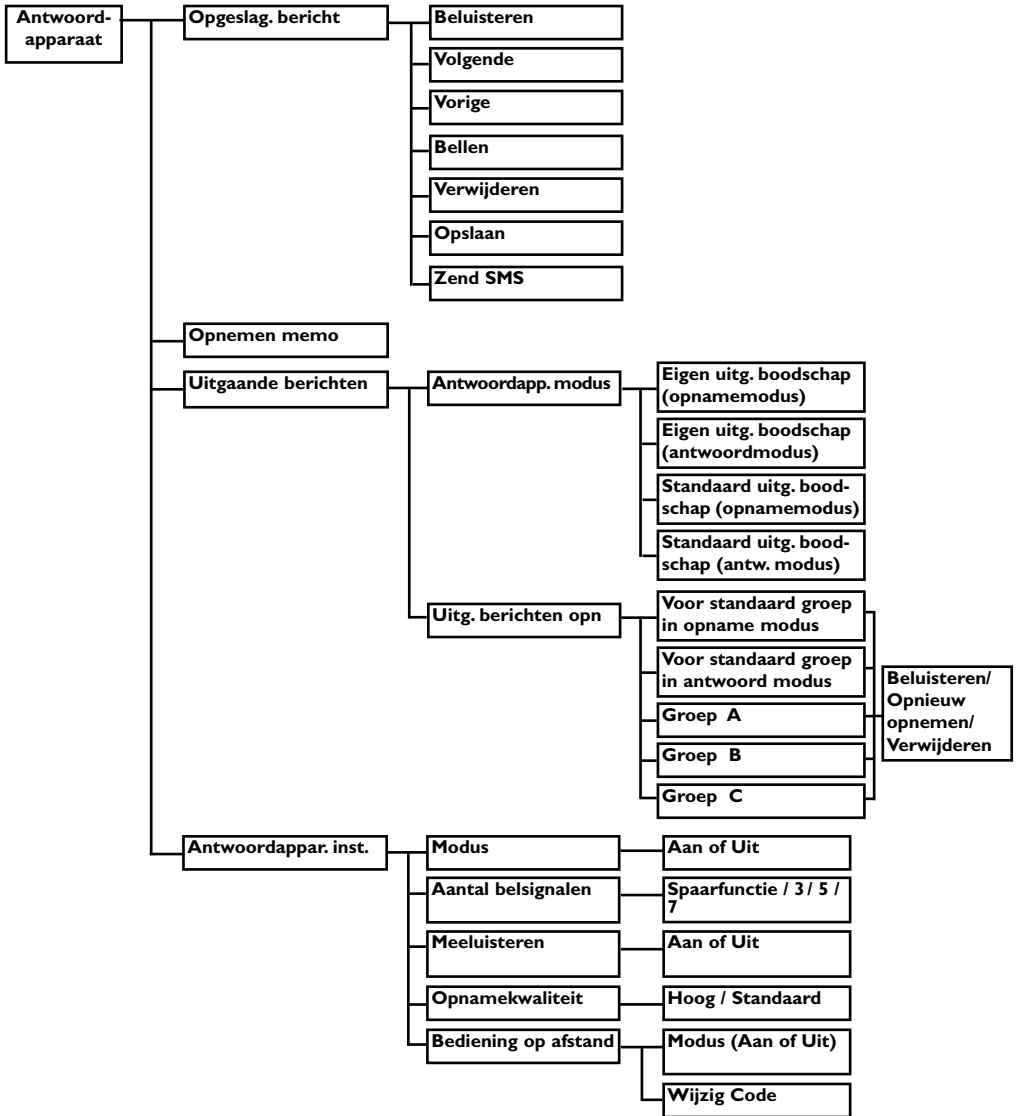 Antwoord-
apparaat
Opgeslag. bericht
Beluisteren
Volgende
Vorige
Bellen
Verwijderen
Opslaan
Zend SMS
Opnemen memo
Uitgaande berichten
Antwoordapp. modus
Eigen uitg. boodschap
(opnamemodus)
Eigen uitg. boodschap
(antwoordmodus)
Standaard uitg. bood-
schap (opnamemodus)
Standaard uitg. bood-
schap (antw. modus)
Uitg. berichten opn
Voor standaard groep
in opname modus
Voor standaard groep
in antwoord modus
Groep A
Groep B
Groep C
Beluisteren/
Opnieuw
opnemen/
Verwijderen
Antwoordappar. inst.
Modus
Aan of Uit
Aantal belsignalen
Spaarfunctie / 3 / 5 /
7
Meeluisteren
Aan of Uit
Opnamekwaliteit
Hoog / Standaard
Bediening op afstand
Modus (Aan of Uit)
Wijzig Code